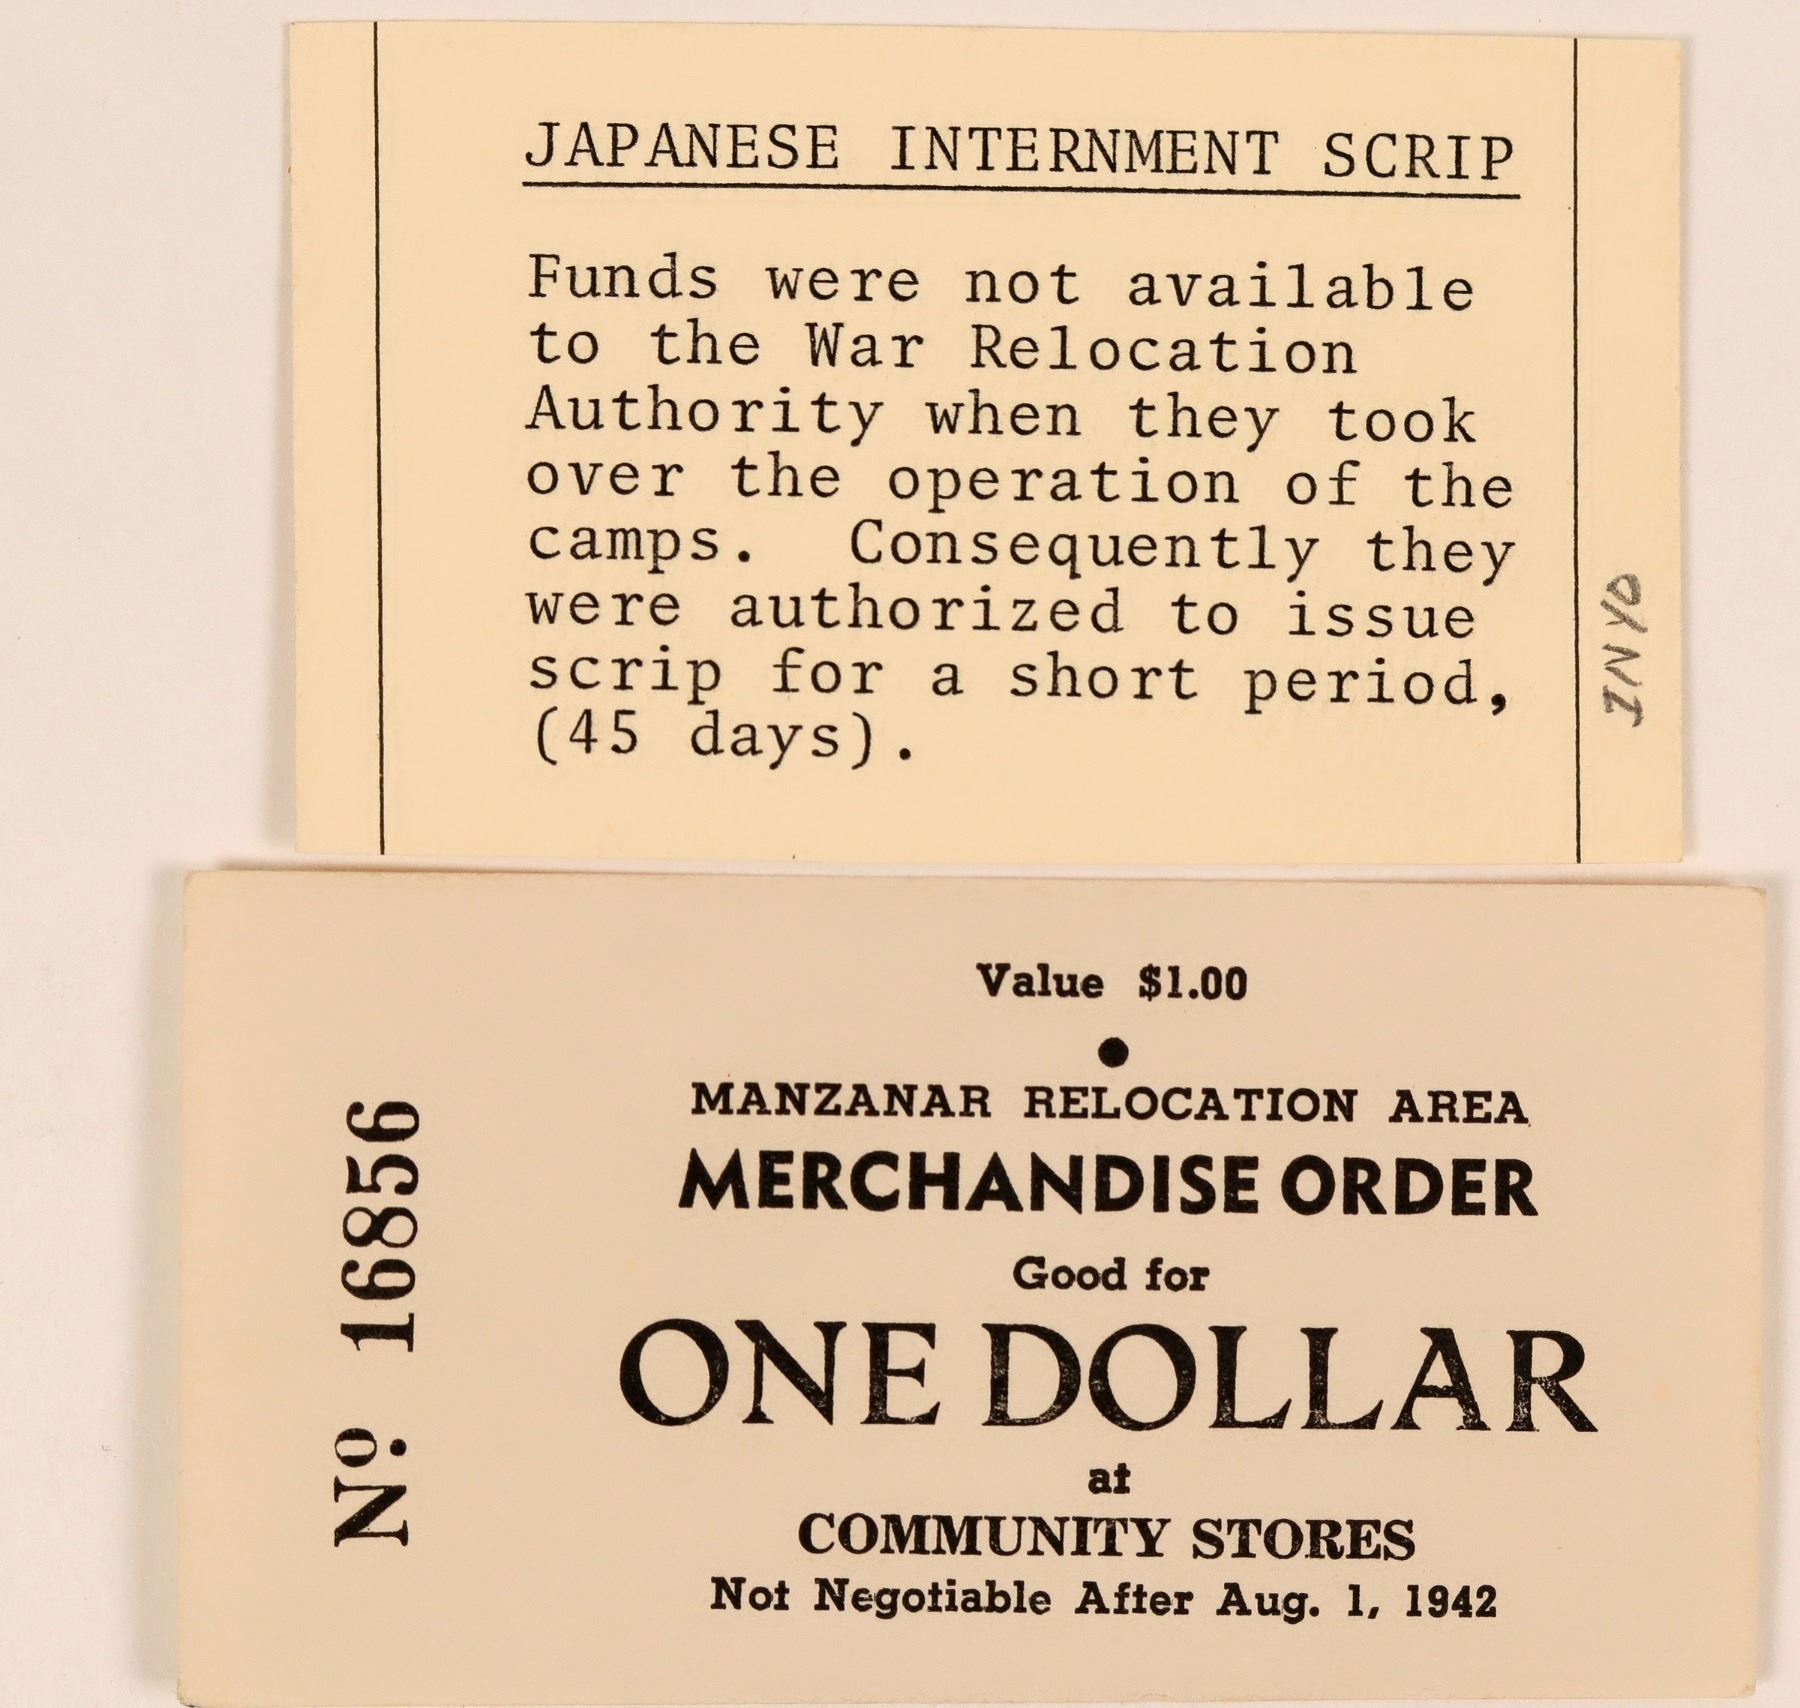 JAPANESE INTERNMENT SCRIP
Funds were not available
to the War Relocation
Authority when they took
over the operation of the
camps.  Consequently they
were authorized to issue
scrip for a short period,
(45 days).
INYO
Value $1.00
MANZANAR RELOCATION AREA
MERCHANDISE ORDER
Good for
ONE DOLLAR
at
COMMUNITY STORES
Not Negotiable After Aug. 1, 1942
Nº. 16856